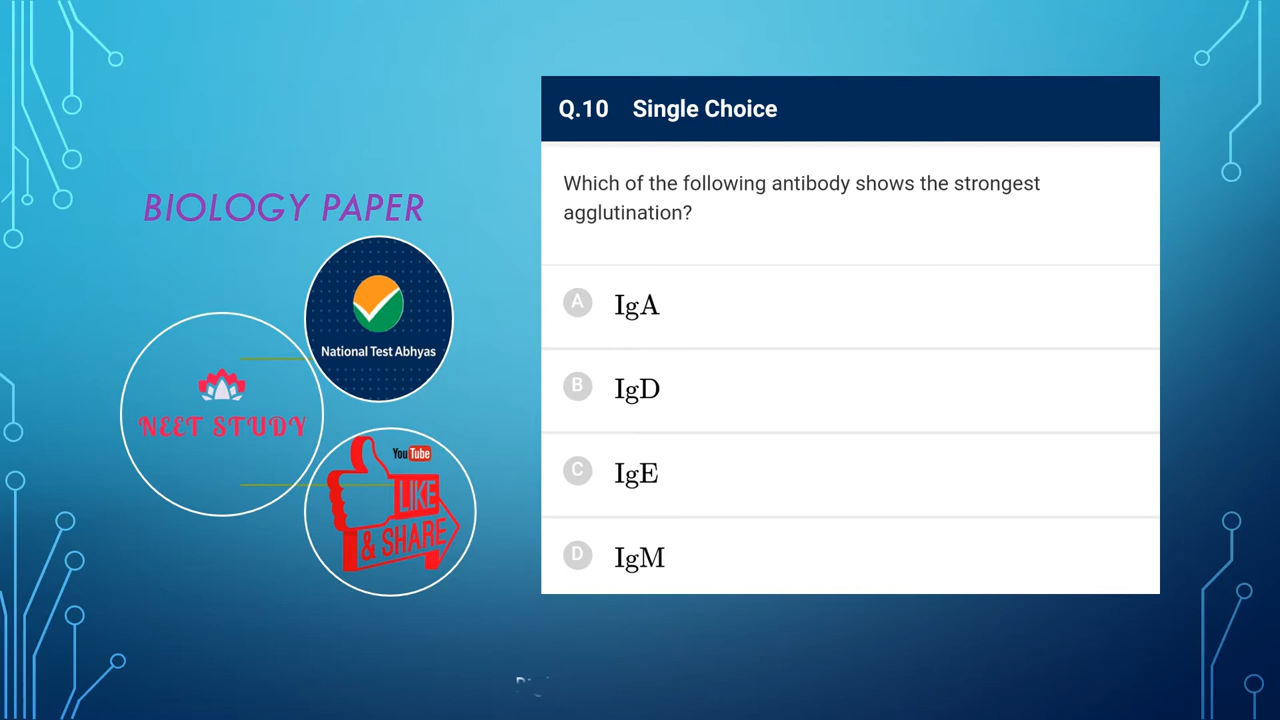 BIOLOGY PAPER
National Test Abhyas
NEET STUDY
YouTube
LIKE
& SHARE
Q.10 Single Choice
Which of the following antibody shows the strongest
agglutination?
A IgA
B IgD
C IgE
D IgM